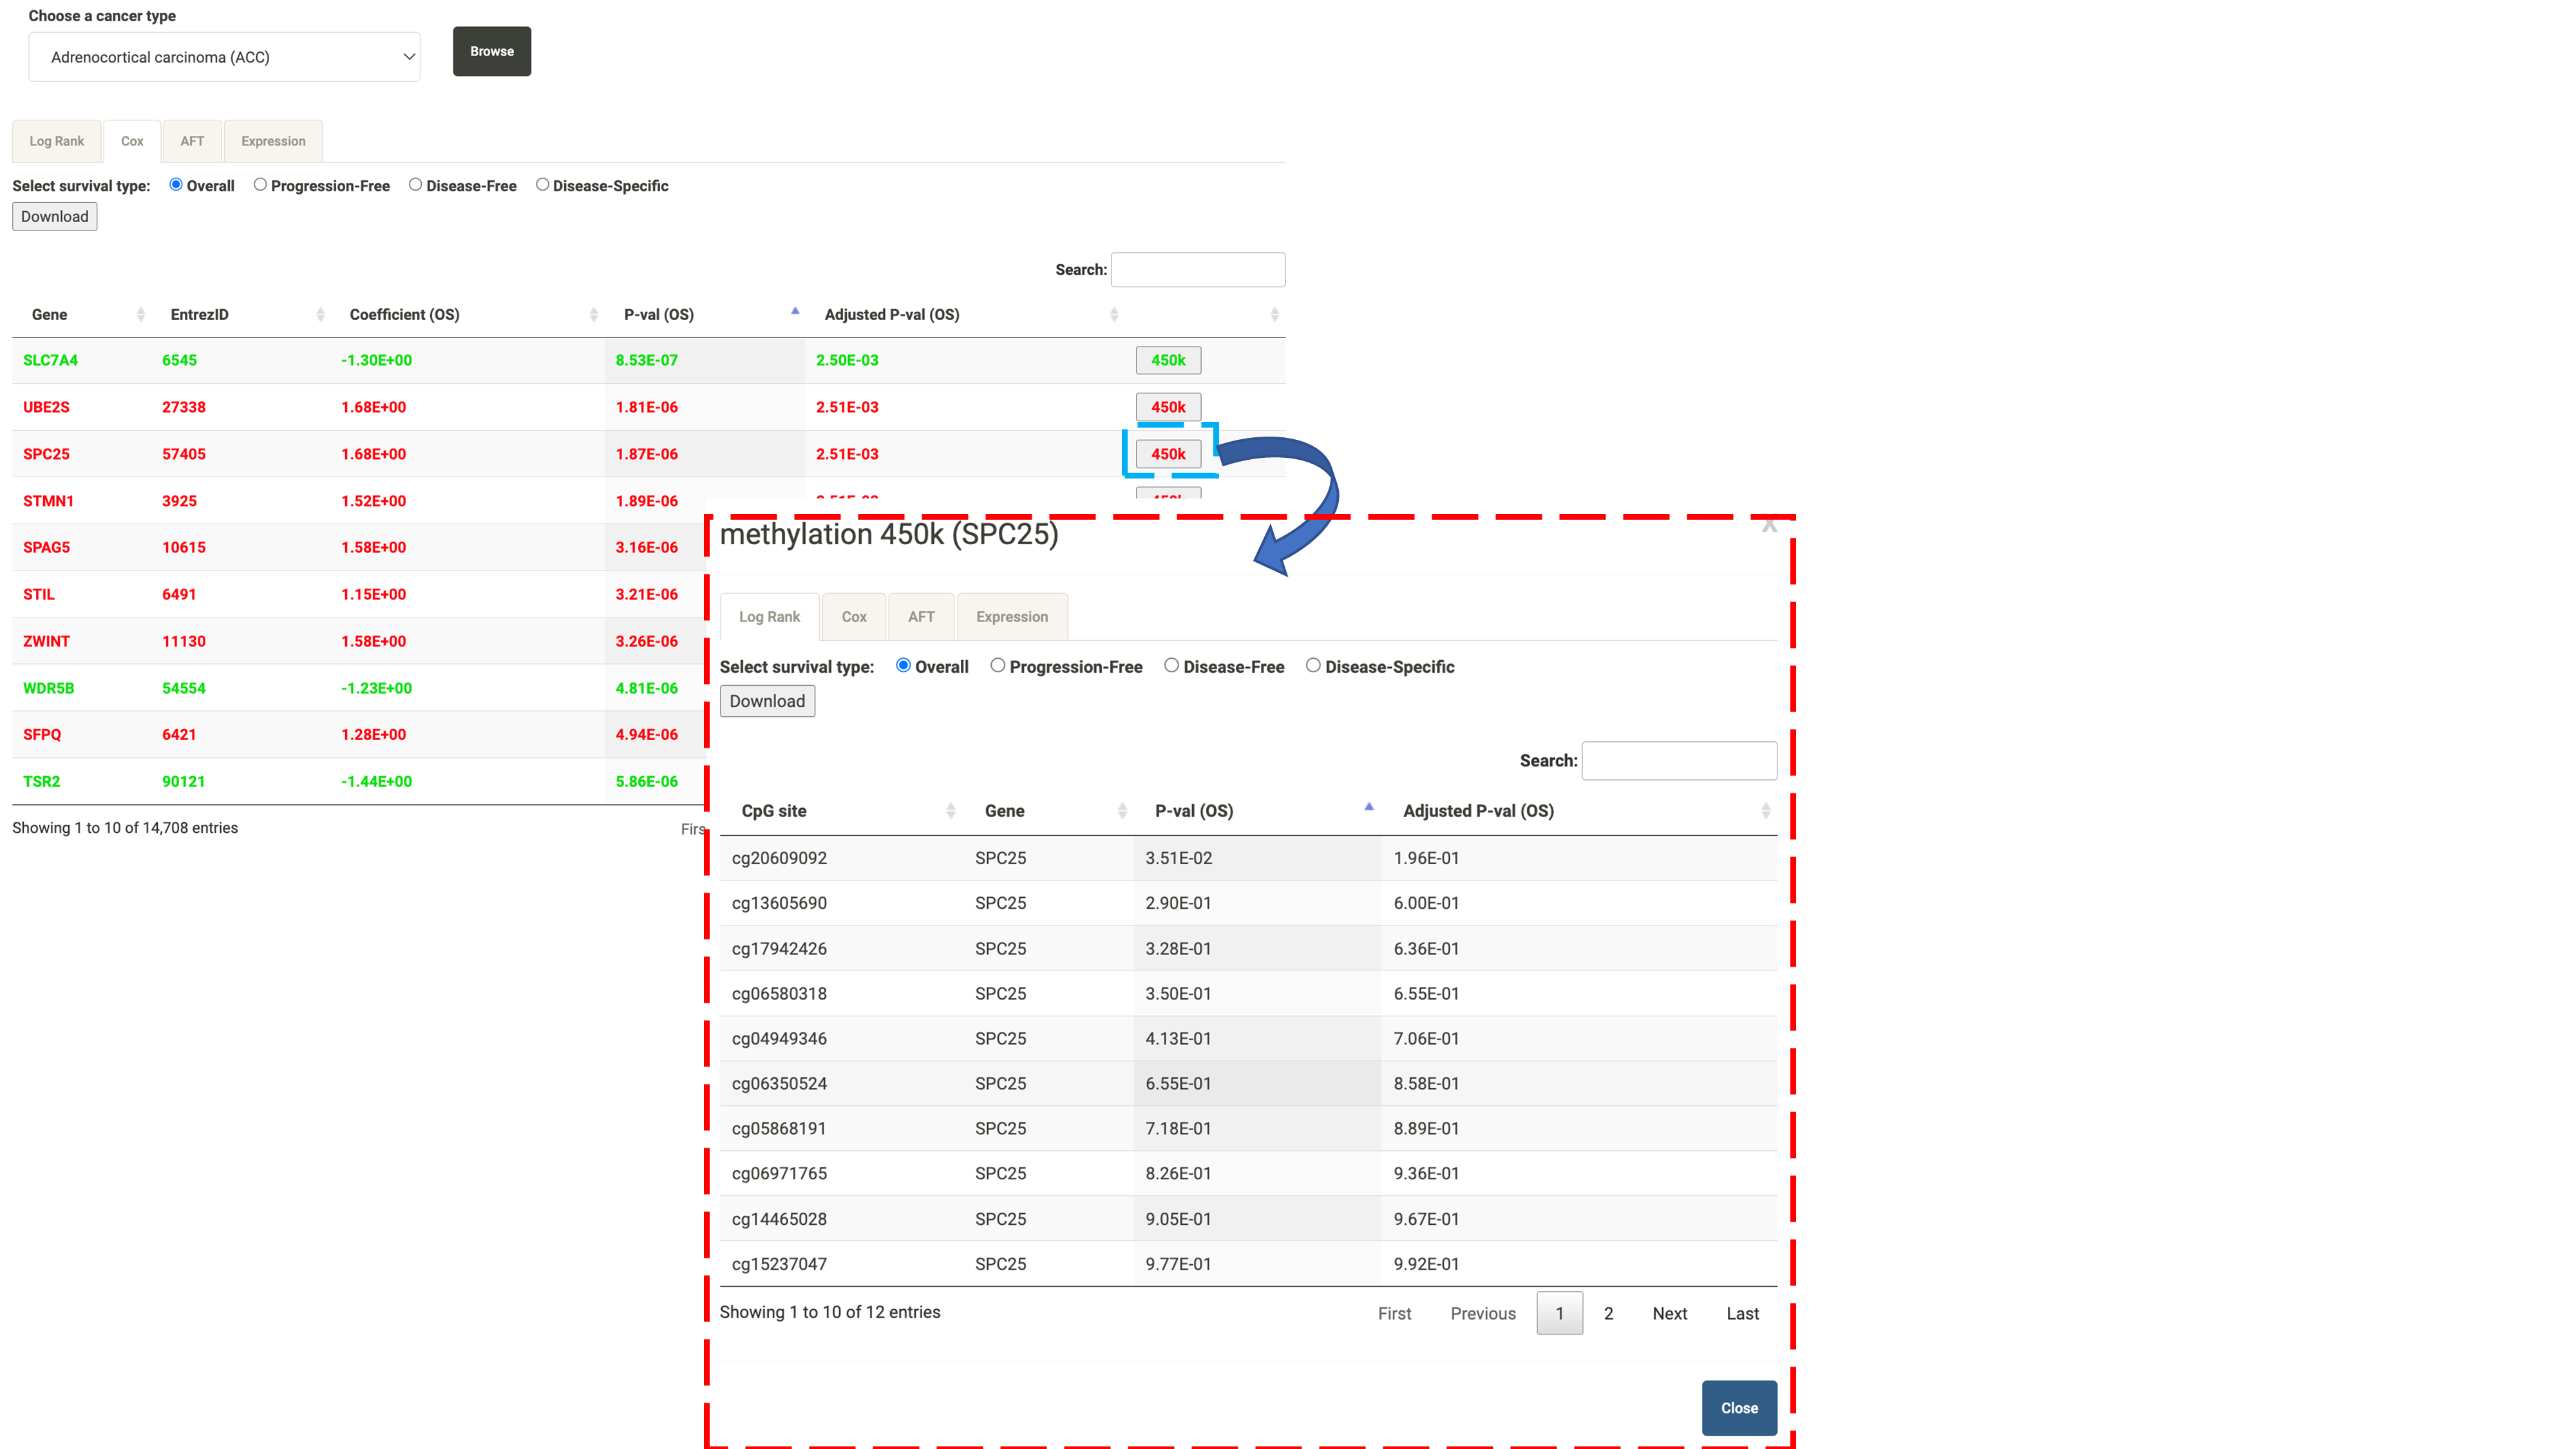 Choose a cancer type
Adrenocortical carcinoma (ACC)
Browse
Log Rank Cox AFT Expression
Select survival type: Overall Progression-Free Disease-Free Disease-Specific
Download
Search:
Gene EntrezID Coefficient (OS) P-val (OS) Adjusted P-val (OS)
SLC7A4 6545 -1.30E+00 8.53E-07 2.50E-03 450k
UBE2S 27338 1.68E+00 1.81E-06 2.51E-03 450k
SPC25 57405 1.68E+00 1.87E-06 2.51E-03 450k
STMN1 3925 1.52E+00 1.89E-06
SPAG5 10615 1.58E+00 3.16E-06
STIL 6491 1.15E+00 3.21E-06
ZWINT 11130 1.58E+00 3.26E-06
WDR5B 54554 -1.23E+00 4.81E-06
SFPQ 6421 1.28E+00 4.94E-06
TSR2 90121 -1.44E+00 5.86E-06
Showing 1 to 10 of 14,708 entries
methylation 450k (SPC25) x
Log Rank Cox AFT Expression
Select survival type: Overall Progression-Free Disease-Free Disease-Specific
Download
Search:
CpG site Gene P-val (OS) Adjusted P-val (OS)
cg20609092 SPC25 3.51E-02 1.96E-01
cg13605690 SPC25 2.90E-01 6.00E-01
cg17942426 SPC25 3.28E-01 6.36E-01
cg06580318 SPC25 3.50E-01 6.55E-01
cg04949346 SPC25 4.13E-01 7.06E-01
cg06350524 SPC25 6.55E-01 8.58E-01
cg05868191 SPC25 7.18E-01 8.89E-01
cg06971765 SPC25 8.26E-01 9.36E-01
cg14465028 SPC25 9.05E-01 9.67E-01
cg15237047 SPC25 9.77E-01 9.92E-01
Showing 1 to 10 of 12 entries
First Previous 1 2 Next Last
Close